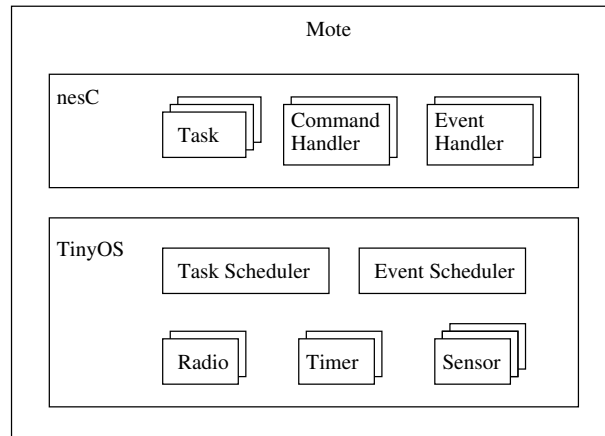 Mote
nesC
Task
Command
Handler
Event
Handler
TinyOS
Task Scheduler
Event Scheduler
Radio
Timer
Sensor